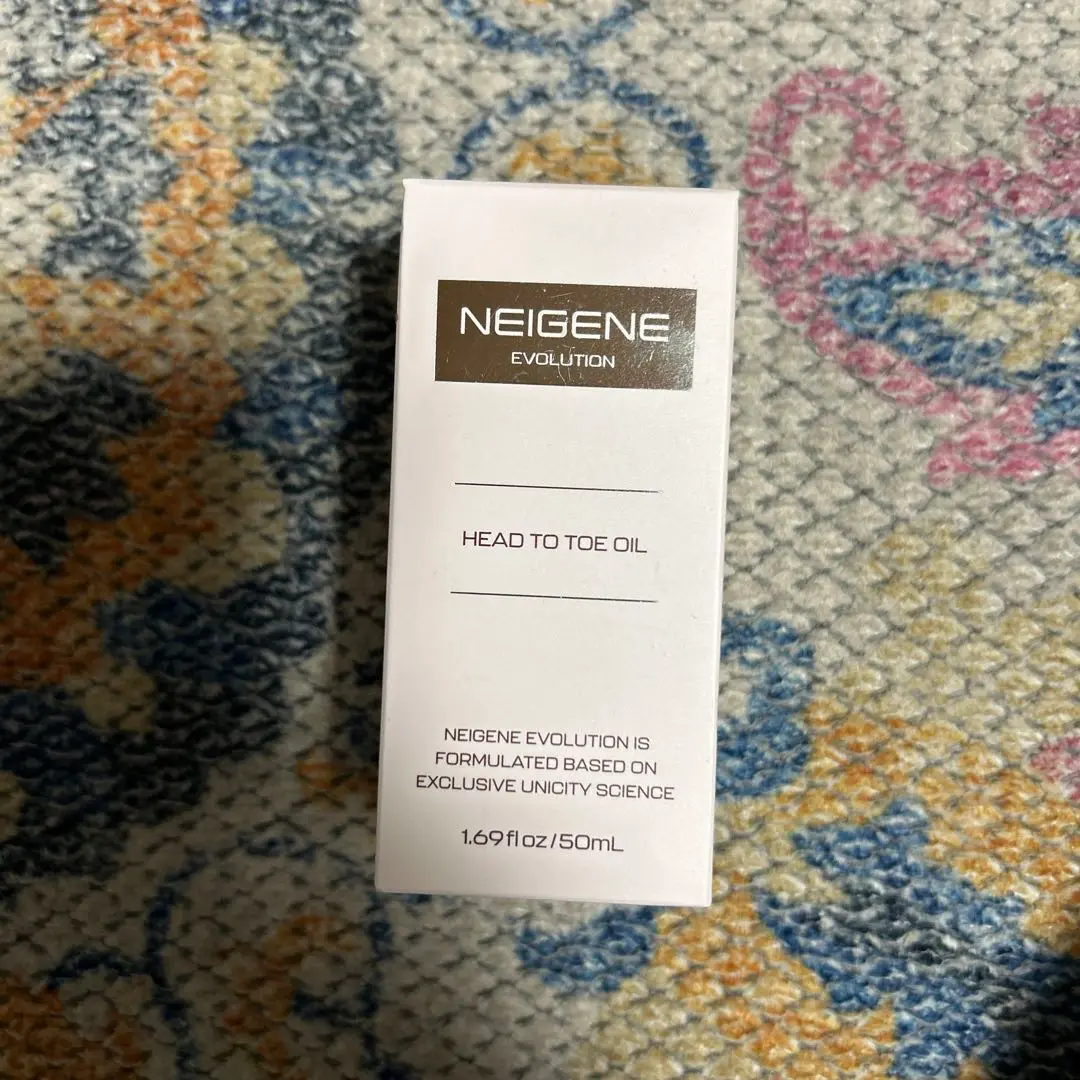 NEIGENE
EVOLUTION
HEAD TO TOE OIL
NEIGENE EVOLUTION IS
FORMULATED BASED ON
EXCLUSIVE UNICITY SCIENCE
1.69fl oz/50mL